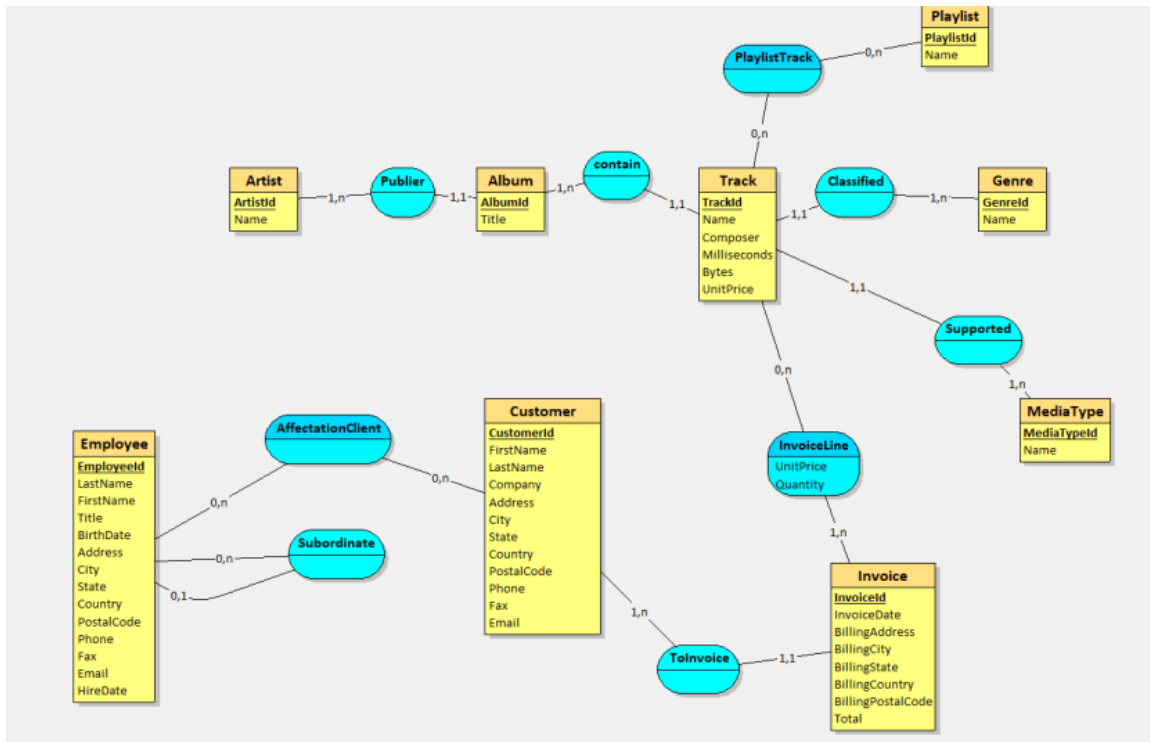 Playlist
PlaylistId
Name
PlaylistTrack
0,n
0,n
Artist
ArtistId
Name
1,n
Publier
1,1
Album
AlbumId
Title
1,n
contain
1,1
Track
TrackId
Name
Composer
Milliseconds
Bytes
UnitPrice
1,1
Classified
1,n
Genre
GenreId
Name
1,1
Supported
1,n
MediaType
MediaTypeId
Name
0,n
InvoiceLine
UnitPrice
Quantity
1,n
Employee
EmployeeId
LastName
FirstName
Title
BirthDate
Address
City
State
Country
PostalCode
Phone
Fax
Email
HireDate
AffectationClient
0,n
0,n
Subordinate
0,n
0,1
Customer
CustomerId
FirstName
LastName
Company
Address
City
State
Country
PostalCode
Phone
Fax
Email
1,n
ToInvoice
1,1
Invoice
InvoiceId
InvoiceDate
BillingAddress
BillingCity
BillingState
BillingCountry
BillingPostalCode
Total